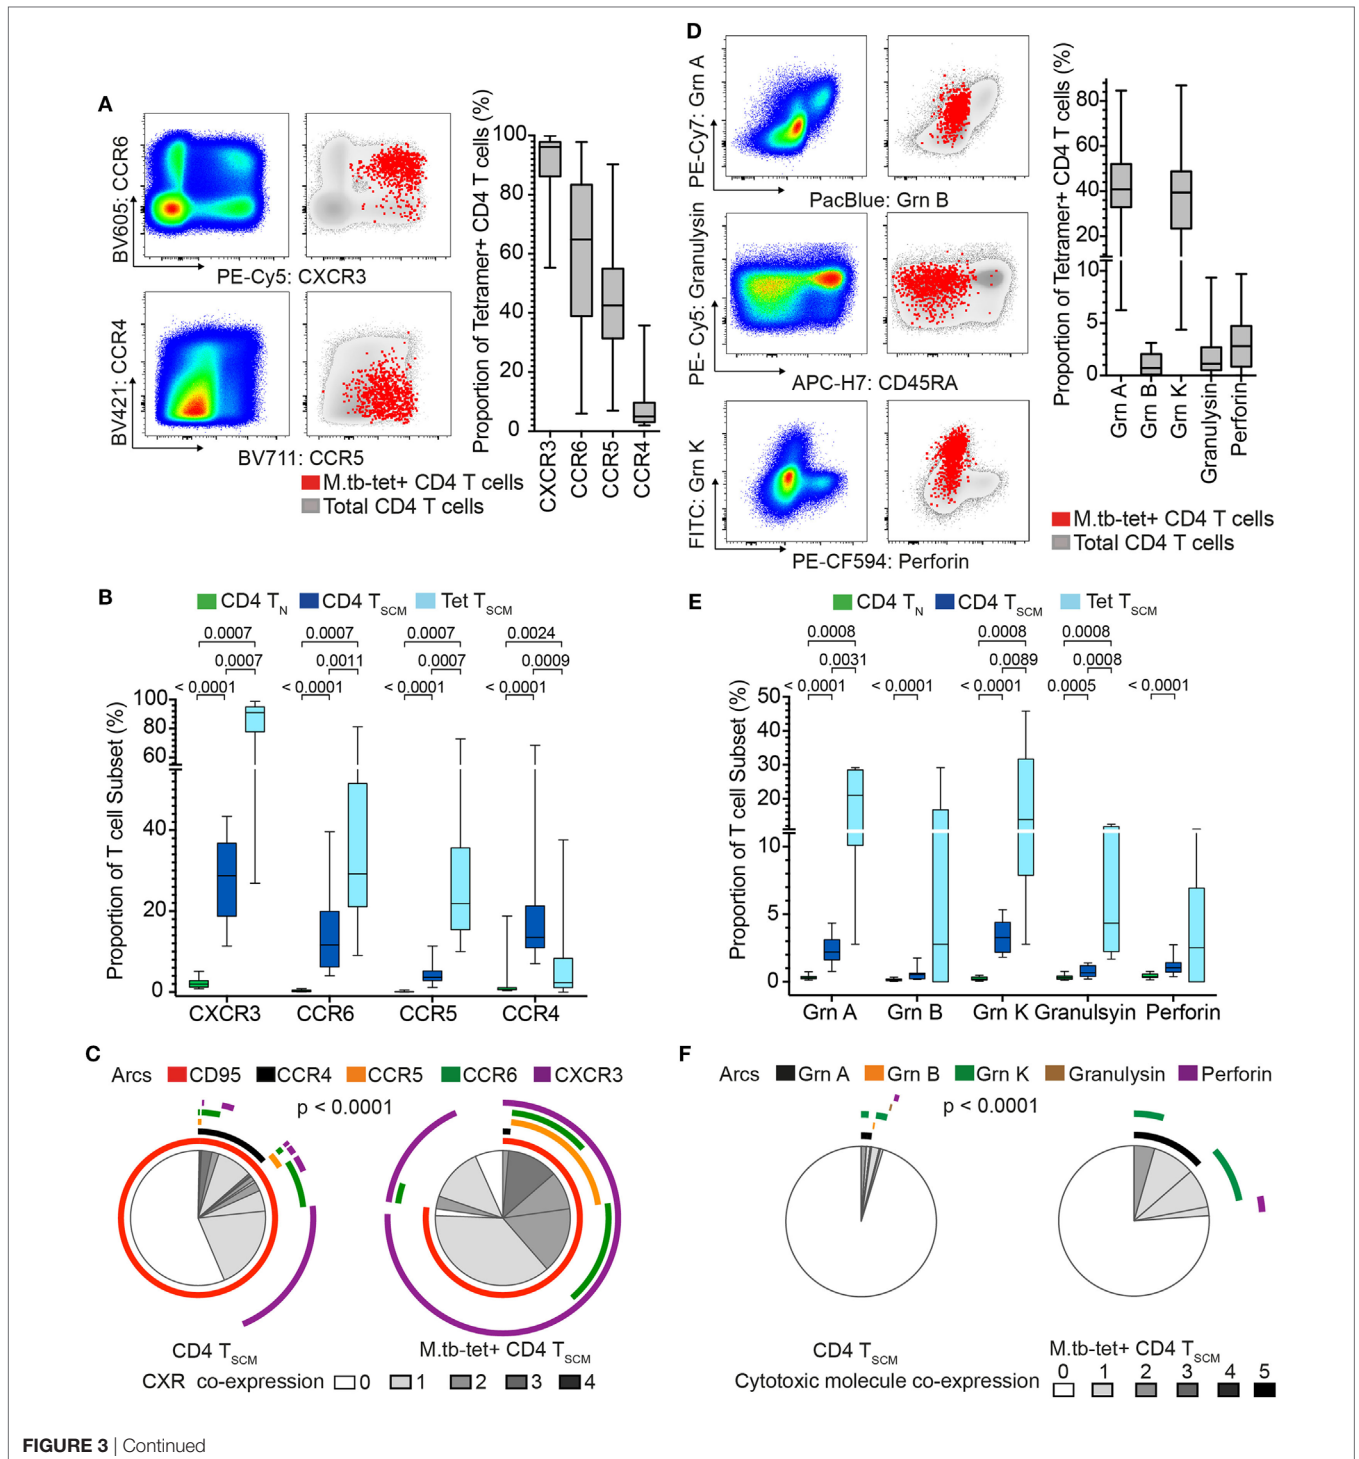 A
BV605: CCR6
PE-Cy5: CXCR3
BV421: CCR4
BV711: CCR5
M.tb-tet+ CD4 T cells
Total CD4 T cells
Proportion of Tetramer+ CD4 T cells (%)
100
80
60
40
20
0
CXCR3
CCR6
CCR5
CCR4
D
PE-Cy7: Grn A
PacBlue: Grn B
PE- Cy5: Granulysin
APC-H7: CD45RA
FITC: Grn K
PE-CF594: Perforin
Proportion of Tetramer+ CD4 T cells (%)
80
60
40
20
10
5
0
Grn A
Grn B
Grn K
Granulysin
Perforin
M.tb-tet+ CD4 T cells
Total CD4 T cells
B
CD4 TN CD4 TSCM Tet TSCM
0.0007 0.0007 0.0007 0.0024
0.0007 0.0011 0.0007 0.0009
< 0.0001 < 0.0001 < 0.0001 < 0.0001
Proportion of T cell Subset (%)
100
80
60
40
20
0
CXCR3 CCR6 CCR5 CCR4
E
CD4 TN CD4 TSCM Tet TSCM
0.0008 0.0008 0.0008
0.0031 0.0089 0.0008
< 0.0001 < 0.0001 < 0.0001 0.0005 < 0.0001
Proportion of T cell Subset (%)
50
40
30
20
10
5
0
Grn A Grn B Grn K Granulsyin Perforin
C
Arcs CD95 CCR4 CCR5 CCR6 CXCR3
p < 0.0001
CD4 TSCM
M.tb-tet+ CD4 TSCM
CXR co-expression 0 1 2 3 4
F
Arcs Grn A Grn B Grn K Granulysin Perforin
p < 0.0001
CD4 TSCM
M.tb-tet+ CD4 TSCM
Cytotoxic molecule co-expression 0 1 2 3 4 5
FIGURE 3 | Continued